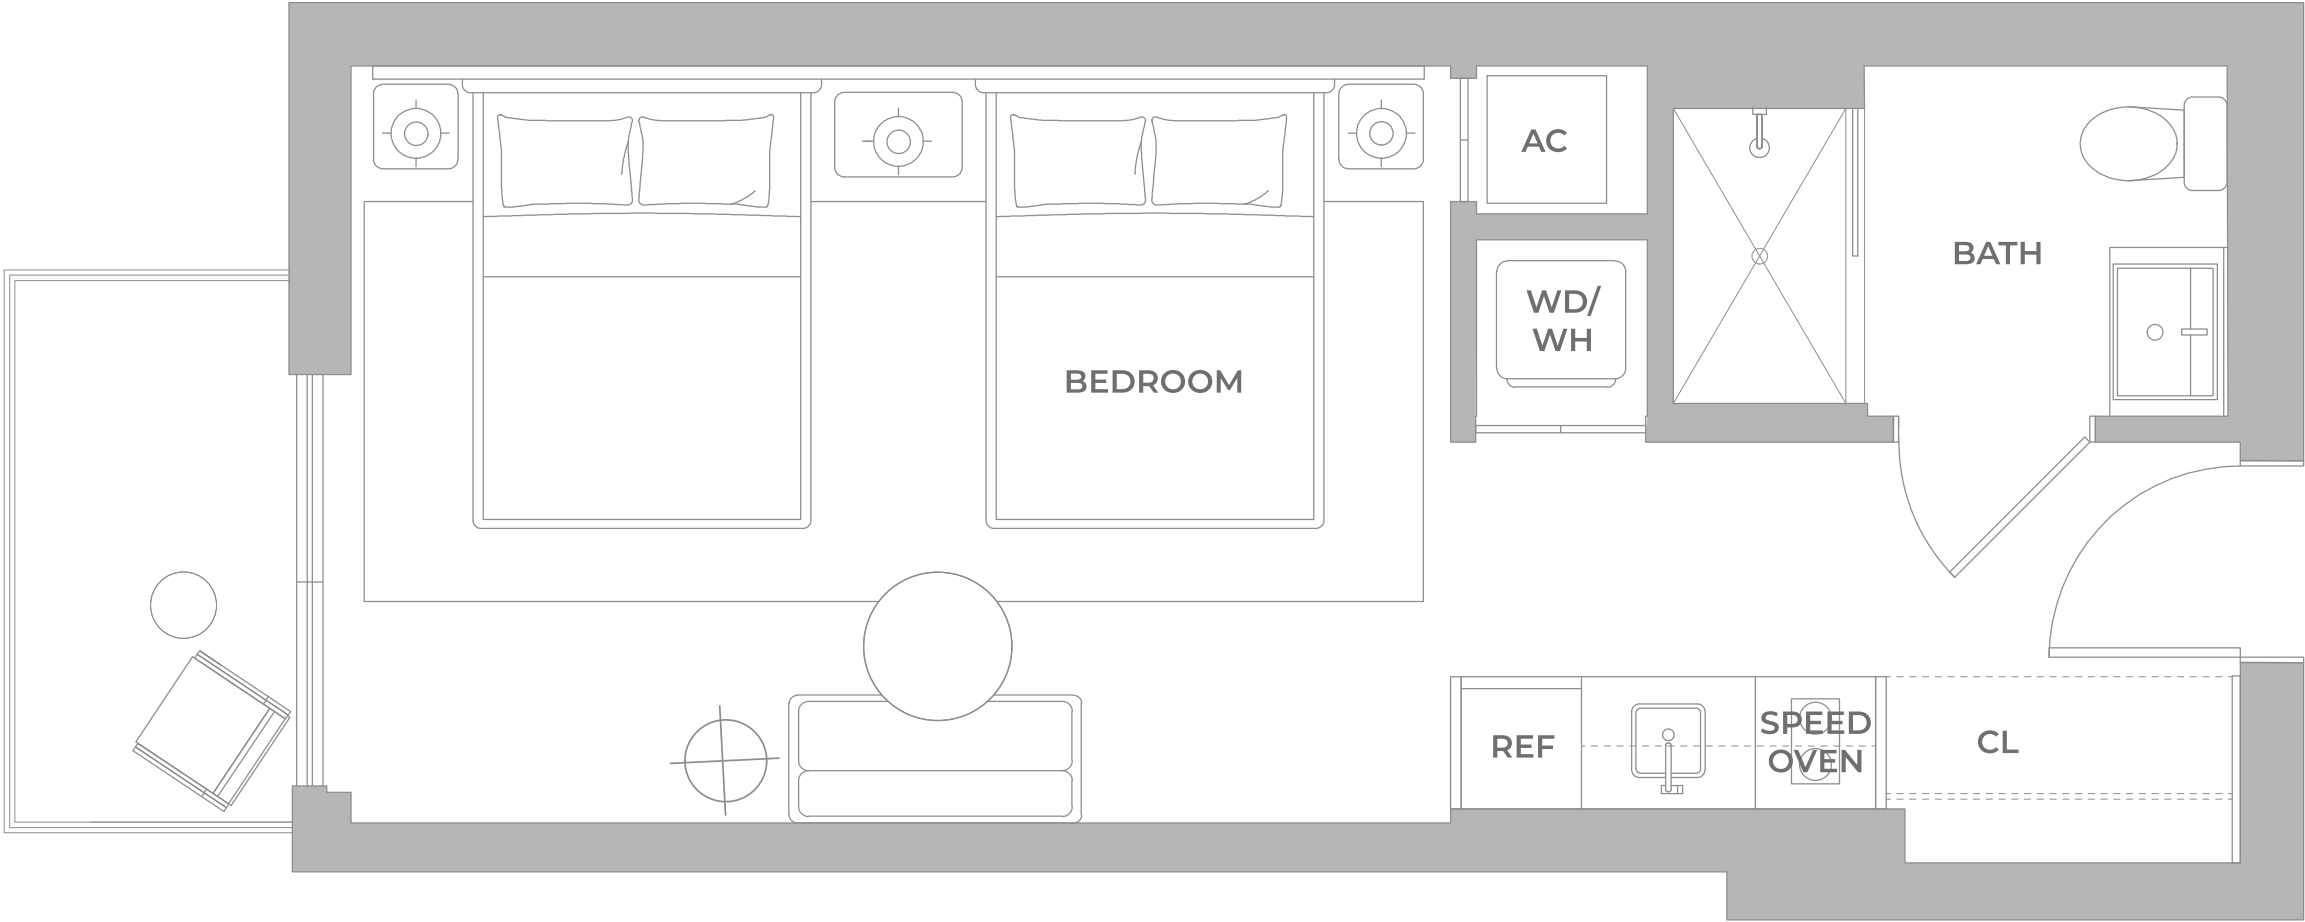 AC
BATH
WD/
WH
BEDROOM
REF
SPEED
OVEN
CL